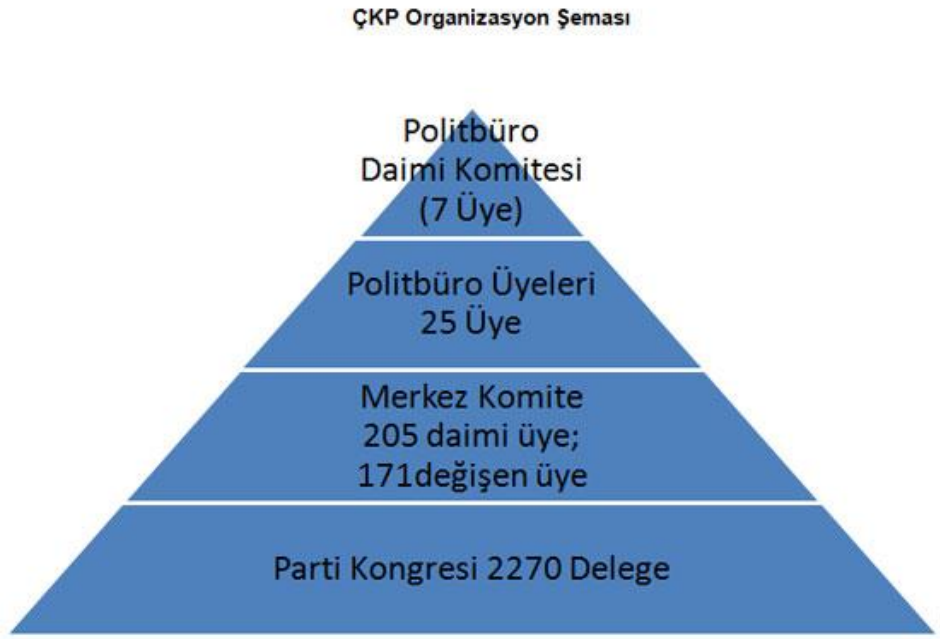 ÇKP Organizasyon Şeması
Politbüro
Daimi Komitesi
(7 Üye)
Politbüro Üyeleri
25 Üye
Merkez Komite
205 daimi üye;
171değişen üye
Parti Kongresi 2270 Delege